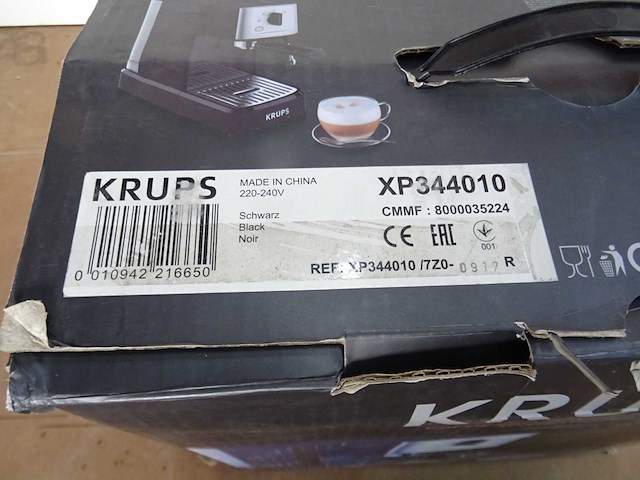 KRUPS
KRUPS
MADE IN CHINA
220-240V
Schwarz
Black
Noir
XP344010
CMMF : 8000035224
CE EAC
001
0 010942 216650
REF: XP344010 /7Z0- 0917 R
KRU